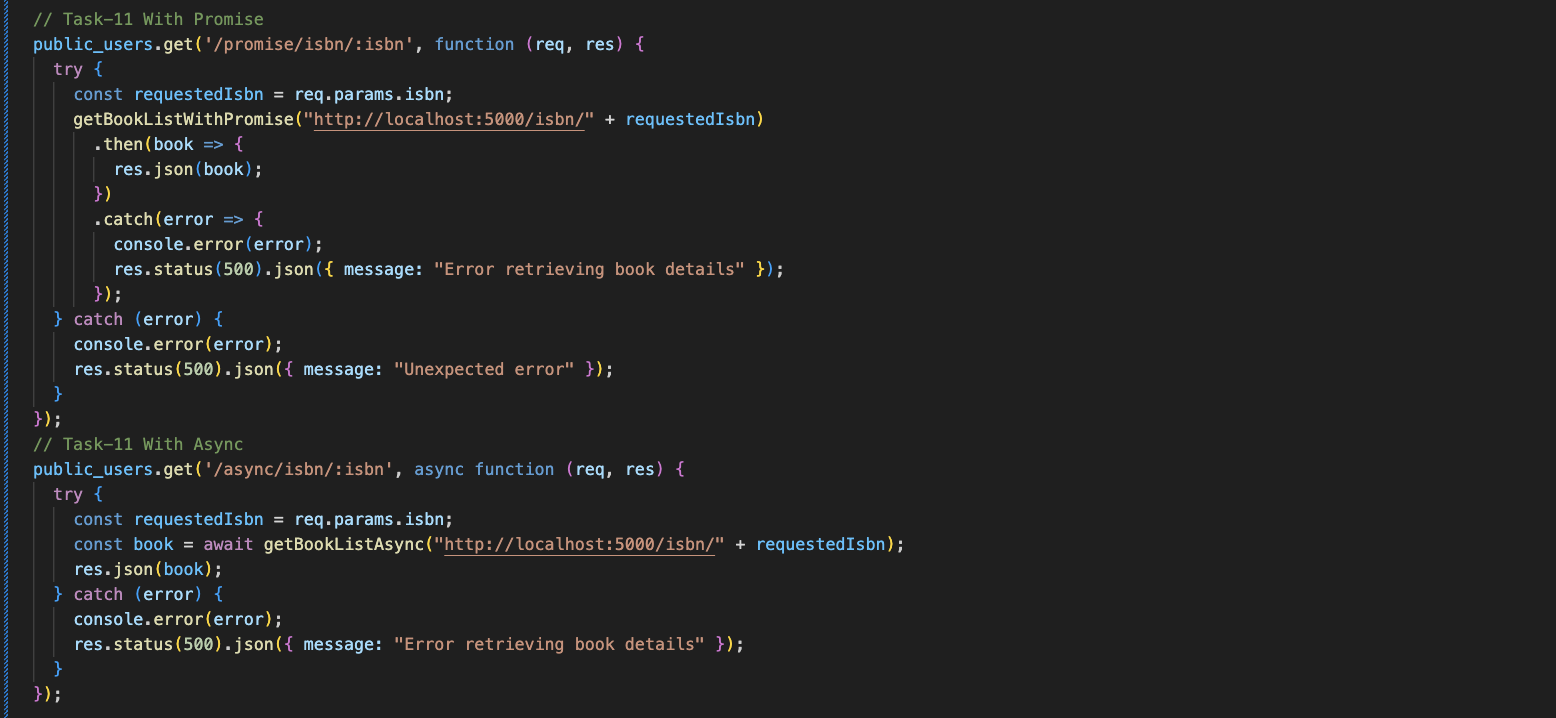 // Task-11 With Promise
public_users.get('/promise/isbn/:isbn', function (req, res) {
  try {
    const requestedIsbn = req.params.isbn;
    getBookListWithPromise("http://localhost:5000/isbn/" + requestedIsbn)
      .then(book => {
        res.json(book);
      })
      .catch(error => {
        console.error(error);
        res.status(500).json({ message: "Error retrieving book details" });
      });
  } catch (error) {
    console.error(error);
    res.status(500).json({ message: "Unexpected error" });
  }
});
// Task-11 With Async
public_users.get('/async/isbn/:isbn', async function (req, res) {
  try {
    const requestedIsbn = req.params.isbn;
    const book = await getBookListAsync("http://localhost:5000/isbn/" + requestedIsbn);
    res.json(book);
  } catch (error) {
    console.error(error);
    res.status(500).json({ message: "Error retrieving book details" });
  }
});